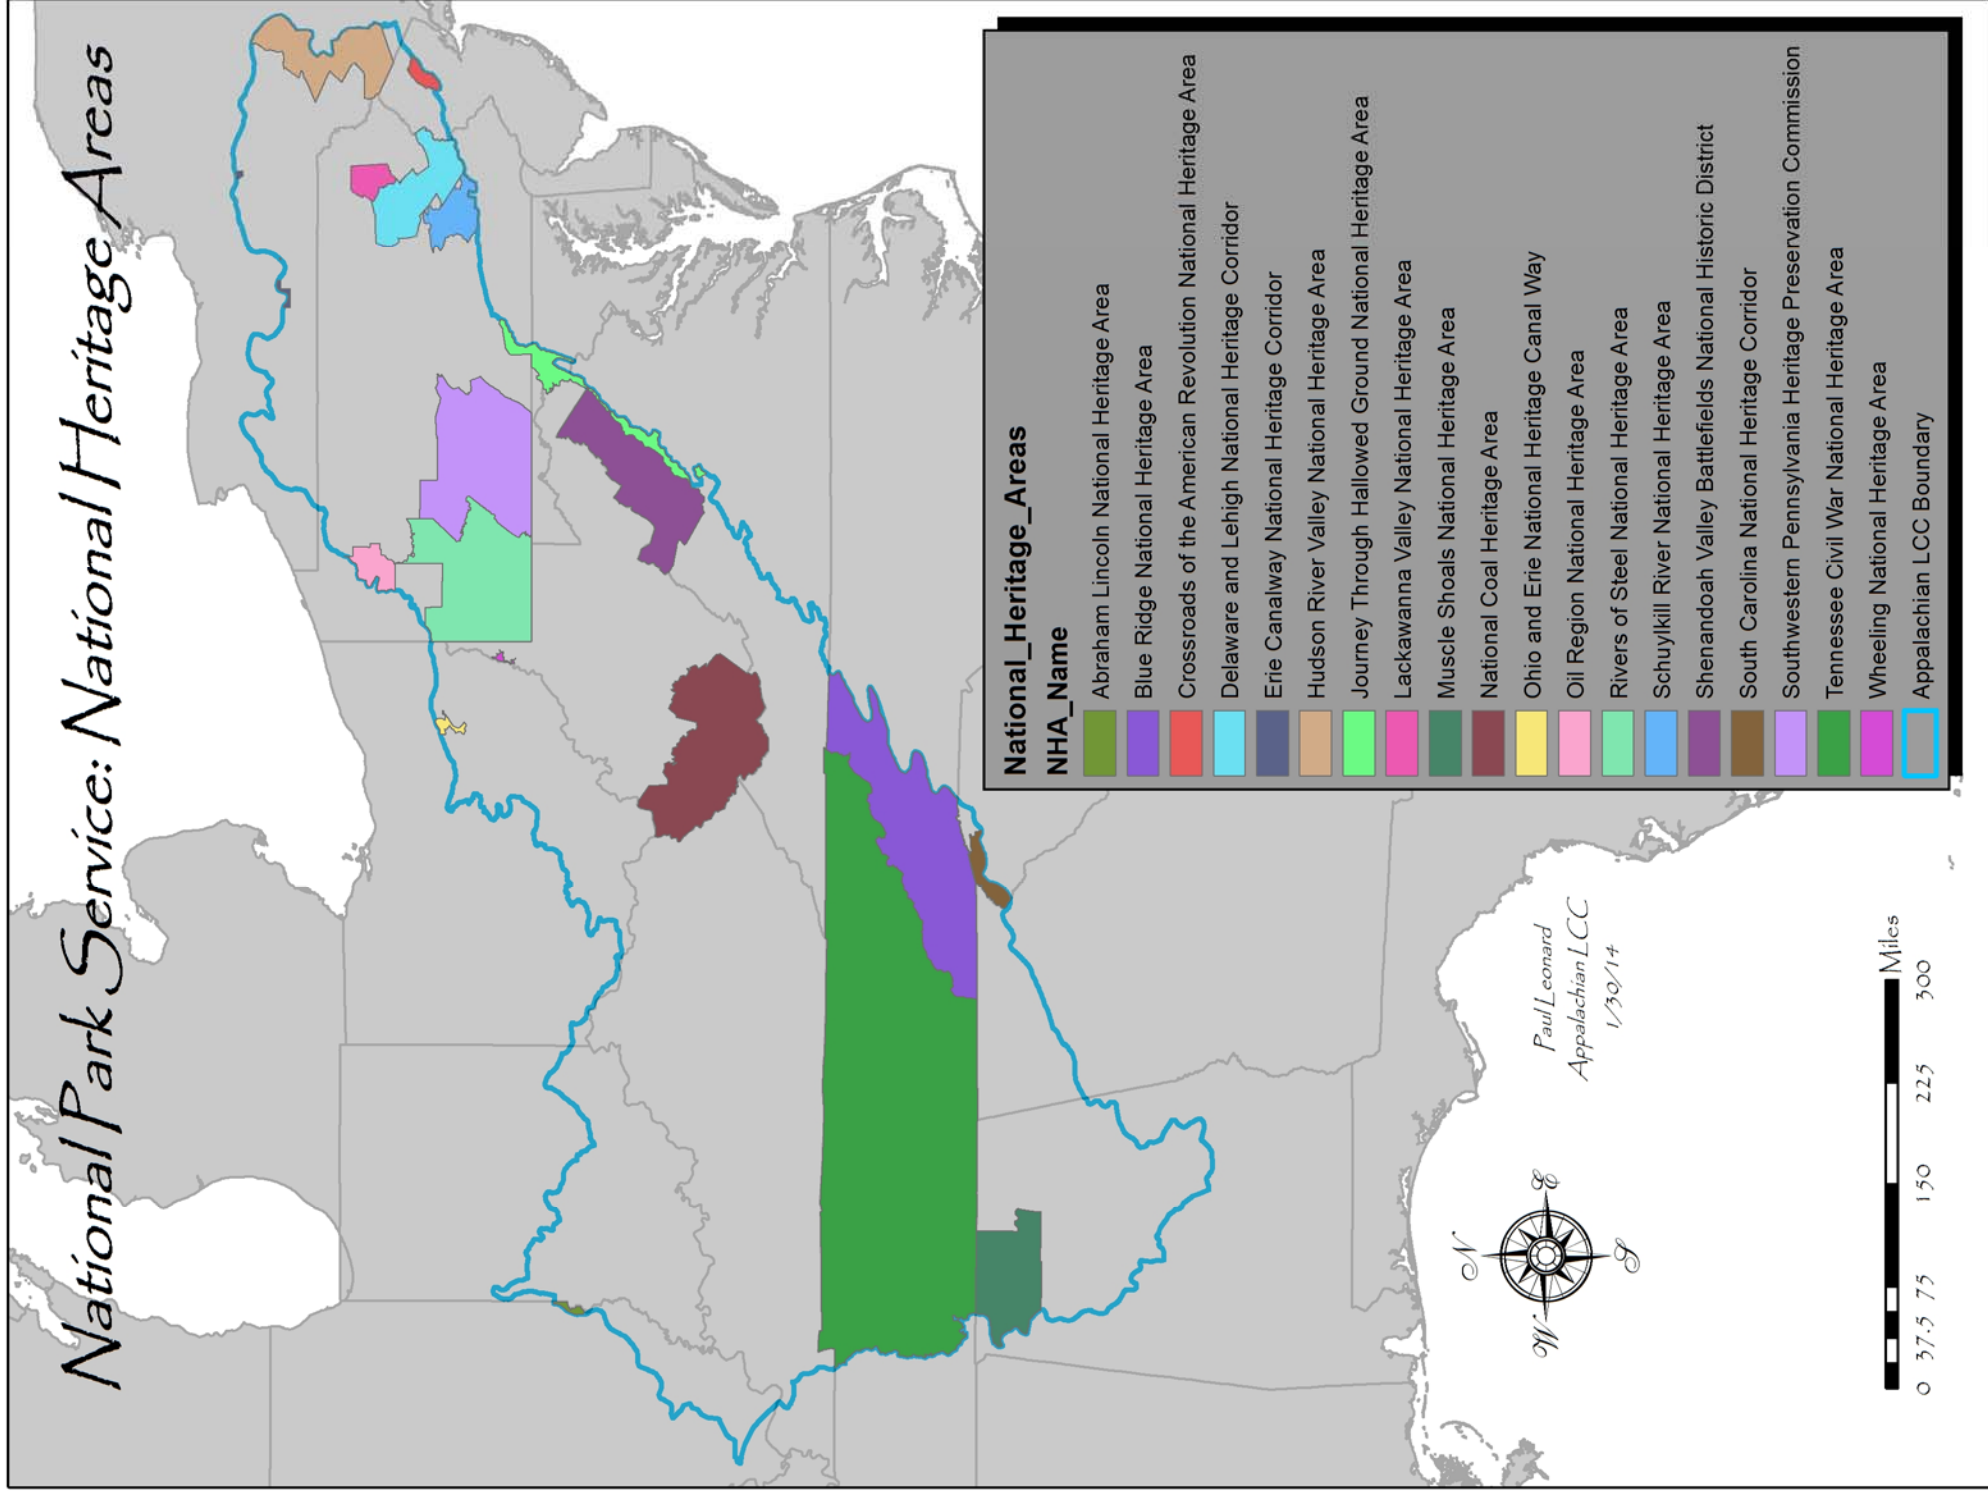 National Park Service: National Heritage Areas
National_Heritage_Areas
NHA_Name
Abraham Lincoln National Heritage Area
Blue Ridge National Heritage Area
Crossroads of the American Revolution National Heritage Area
Delaware and Lehigh National Heritage Corridor
Erie Canalway National Heritage Corridor
Hudson River Valley National Heritage Area
Journey Through Hallowed Ground National Heritage Area
Lackawanna Valley National Heritage Area
Muscle Shoals National Heritage Area
National Coal Heritage Area
Ohio and Erie National Heritage Canal Way
Oil Region National Heritage Area
Rivers of Steel National Heritage Area
Schuylkill River National Heritage Area
Shenandoah Valley Battlefields National Historic District
South Carolina National Heritage Corridor
Southwestern Pennsylvania Heritage Preservation Commission
Tennessee Civil War National Heritage Area
Wheeling National Heritage Area
Appalachian LCC Boundary
N
W
E
S
Paul Leonard
Appalachian LCC
1/30/14
Miles
0 37.5 75 150 225 300